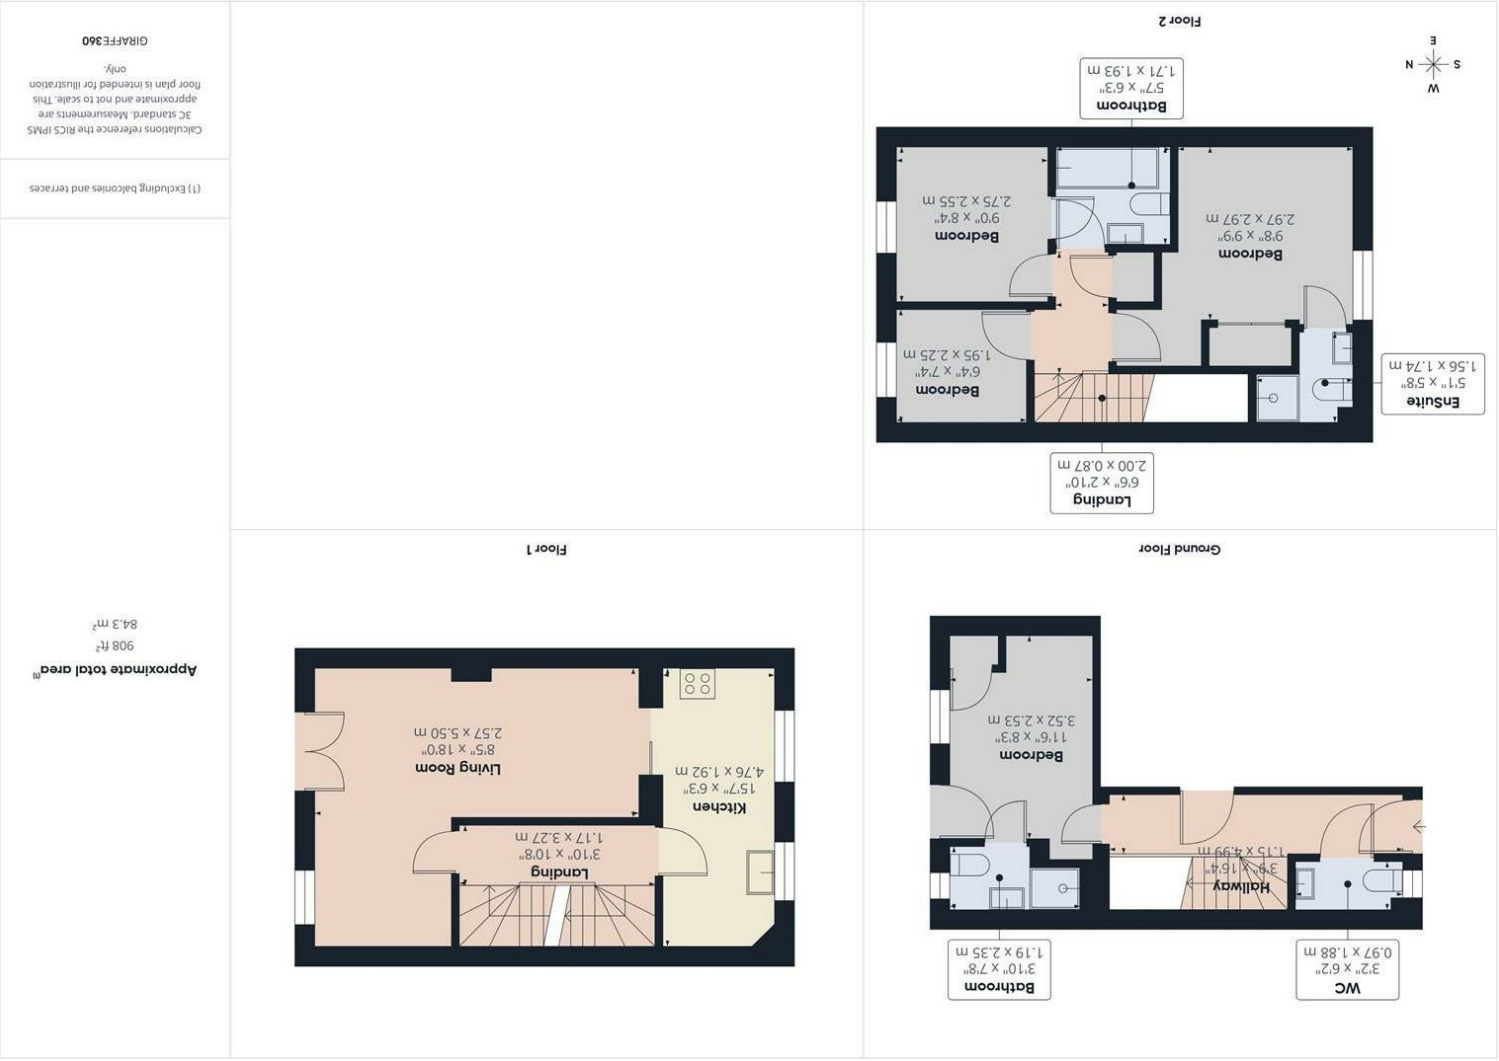 WC
3'2" x 6'2"
0.97 x 1.88 m
Bathroom
3'10" x 7'8"
1.19 x 2.35 m
Hallway
3'9" x 16'4"
1.15 x 4.99 m
Bedroom
11'6" x 8'3"
3.52 x 2.53 m
Ground Floor
Landing
3'10" x 10'8"
1.17 x 3.27 m
Kitchen
15'7" x 6'3"
4.76 x 1.92 m
Living Room
8'5" x 18'0"
2.57 x 5.50 m
Floor 1
Landing
6'6" x 2'10"
2.00 x 0.87 m
EnSuite
5'1" x 5'8"
1.56 x 1.74 m
Bedroom
6'4" x 7'4"
1.95 x 2.25 m
Bedroom
9'8" x 9'9"
2.97 x 2.97 m
Bedroom
9'0" x 8'4"
2.75 x 2.55 m
Bathroom
5'7" x 6'3"
1.71 x 1.93 m
W
S N
E
Floor 2
Approximate total area(1)
908 ft²
84.3 m²
(1) Excluding balconies and terraces
Calculations reference the RICS IPMS
3C standard. Measurements are
approximate and not to scale. This
floor plan is intended for illustration
only.
GIRAFFE360